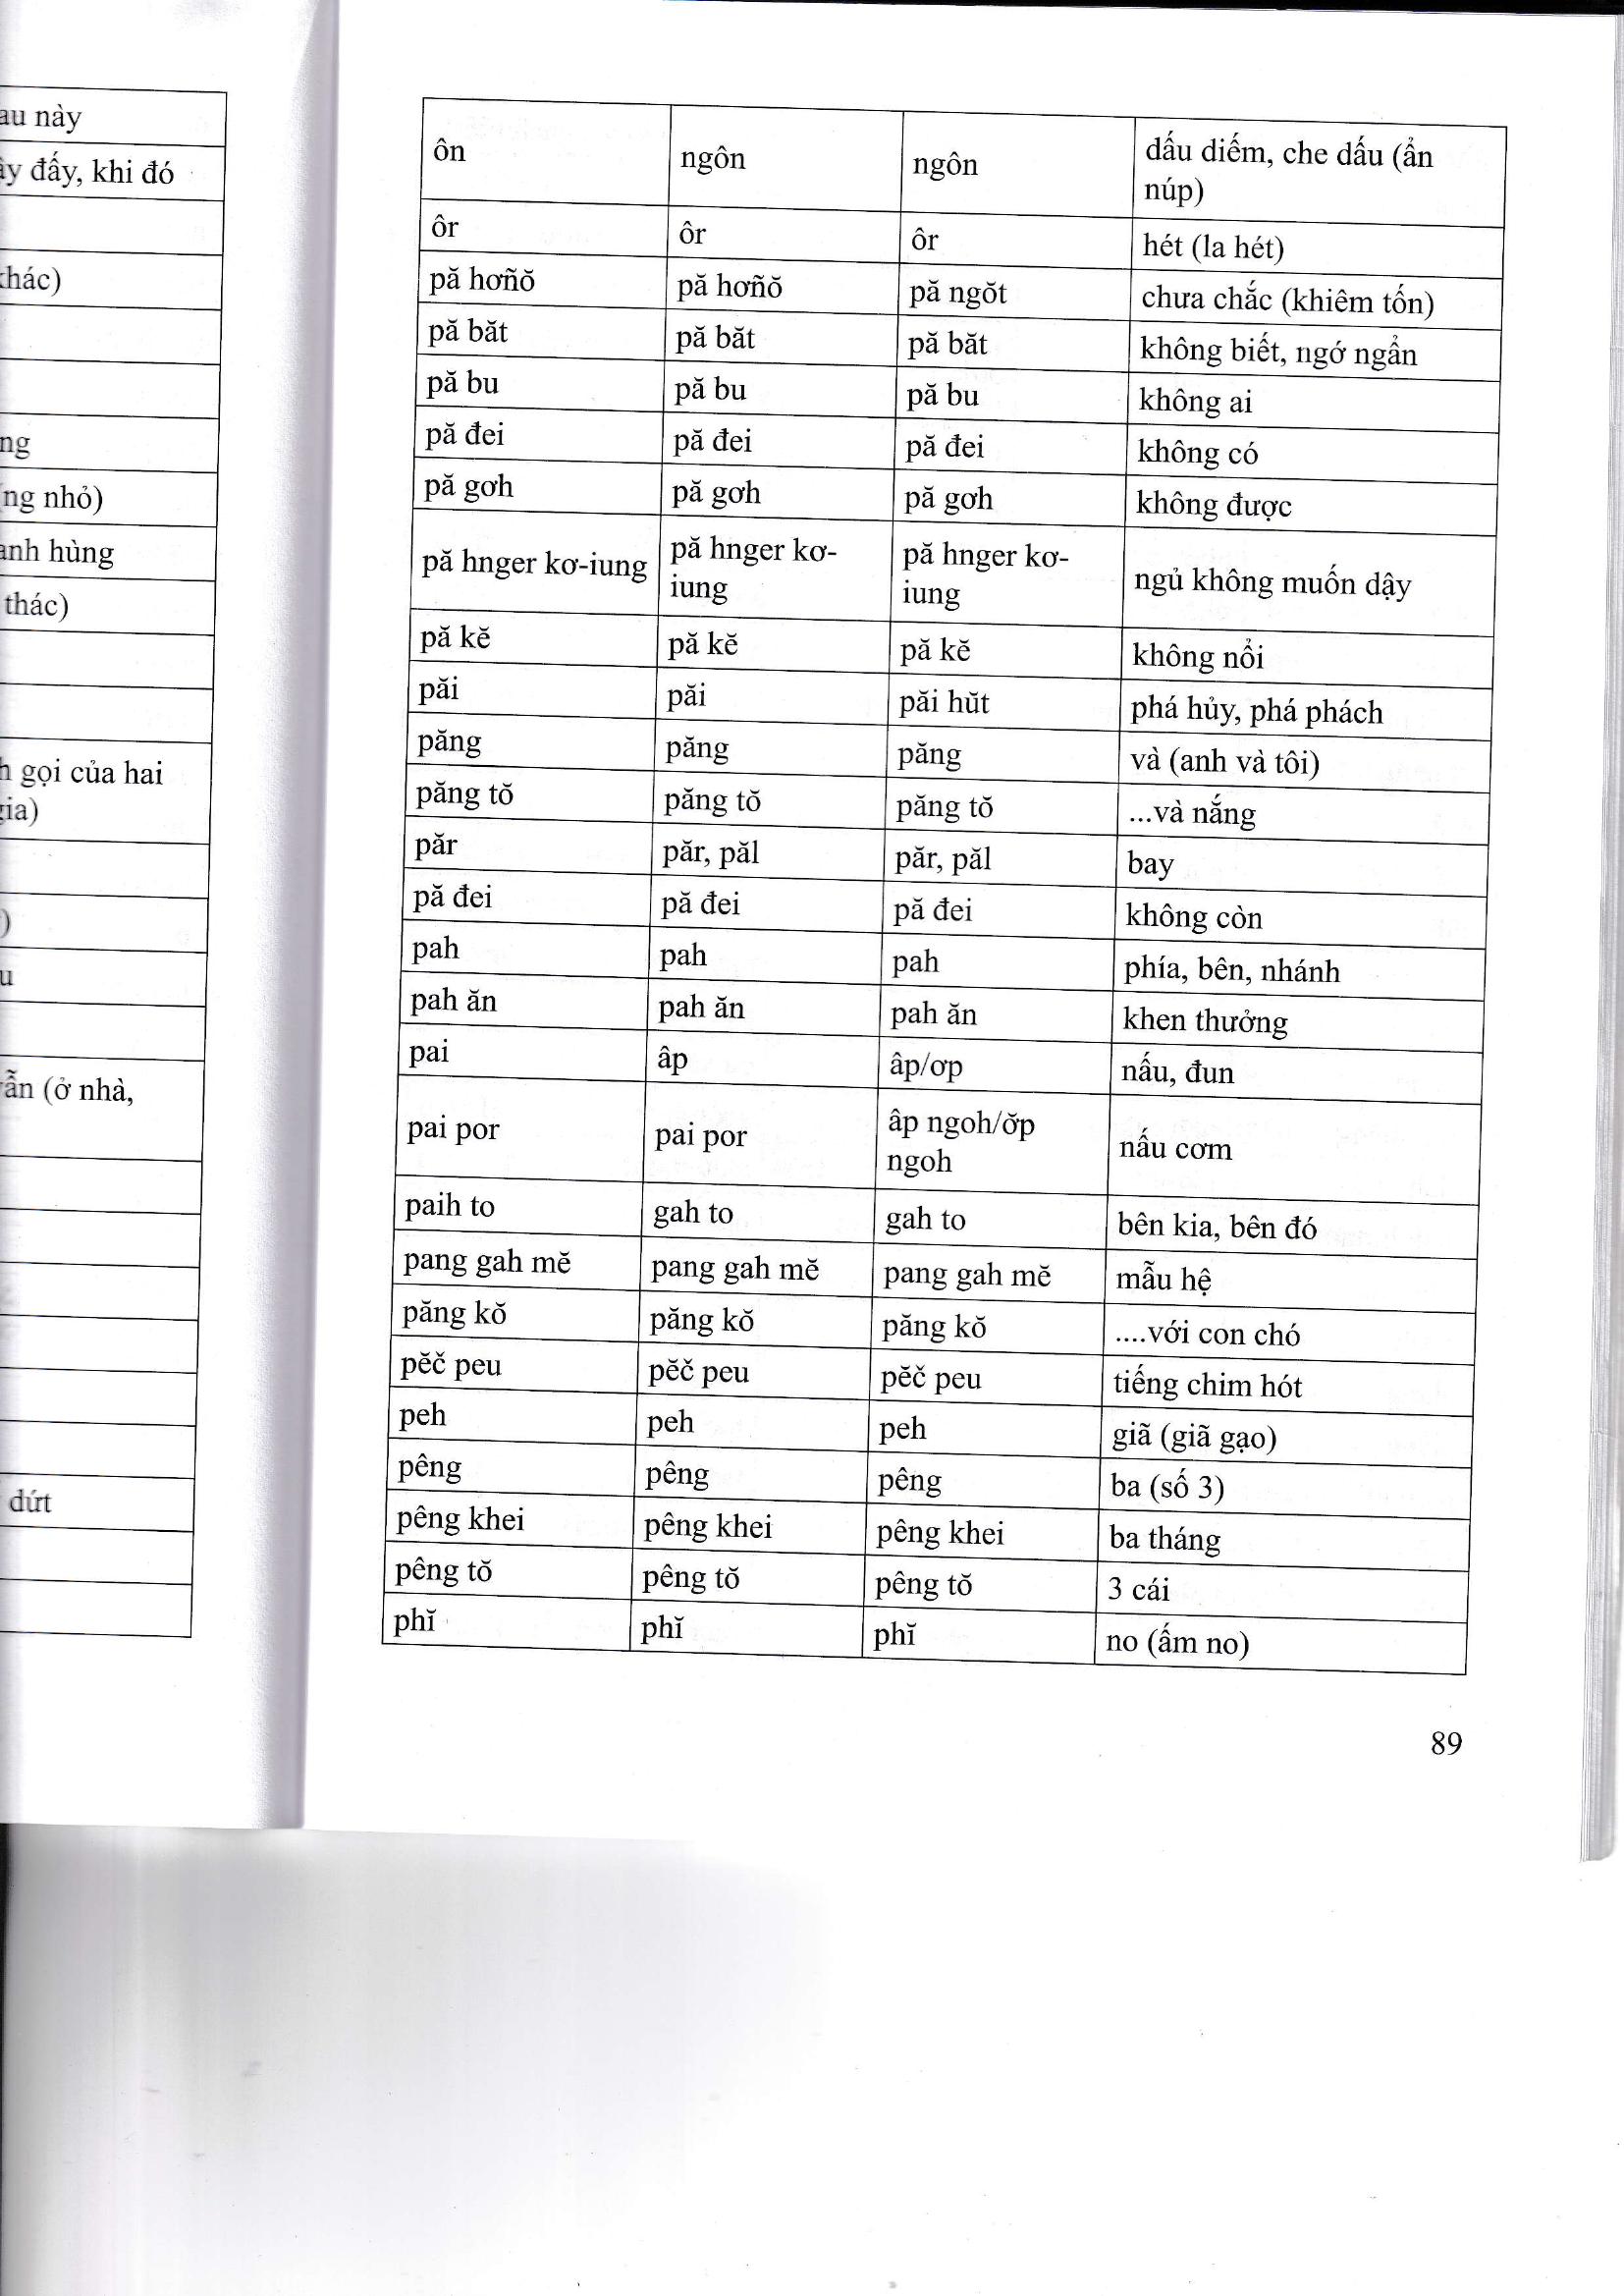 au này
đấy, khi đó
khác)
ng
ng nhỏ)
anh hùng
thác)
gọi của hai
gia)
)
u
vẫn (ở nhà,
dứt
ôn ngôn ngôn dấu diếm, che dấu (ẩn
núp)
ôr ôr ôr hét (la hét)
pă hơñŏ pă hơñŏ pă ngŏt chưa chắc (khiêm tốn)
pă băt pă băt pă băt không biết, ngớ ngẩn
pă bu pă bu pă bu không ai
pă đei pă đei pă đei không có
pă gơh pă gơh pă gơh không được
pă hnger kơ-iung pă hnger kơ- pă hnger kơ- ngủ không muốn dậy
iung iung
pă kĕ pă kĕ pă kĕ không nổi
păi păi păi hŭt phá hủy, phá phách
păng păng păng và (anh và tôi)
păng tŏ păng tŏ păng tŏ ...và nắng
păr păr, păl păr, păl bay
pă đei pă đei pă đei không còn
pah pah pah phía, bên, nhánh
pah ăn pah ăn pah ăn khen thưởng
pai âp âp/ơp nấu, đun
pai por pai por âp ngoh/ơ̆p nấu cơm
ngoh
paih to gah to gah to bên kia, bên đó
pang gah mĕ pang gah mĕ pang gah mĕ mẫu hệ
păng kŏ păng kŏ păng kŏ ....với con chó
pĕč peu pĕč peu pĕč peu tiếng chim hót
peh peh peh giã (giã gạo)
pêng pêng pêng ba (số 3)
pêng khei pêng khei pêng khei ba tháng
pêng tŏ pêng tŏ pêng tŏ 3 cái
phĭ phĭ phĭ no (ấm no)
89